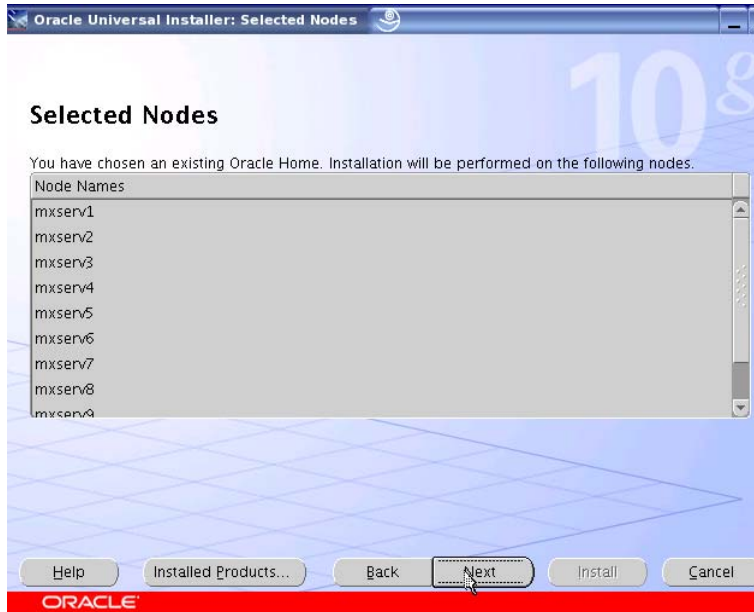 Oracle Universal Installer: Selected Nodes
10g
Selected Nodes
You have chosen an existing Oracle Home. Installation will be performed on the following nodes.
Node Names
mxserv1
mxserv2
mxserv3
mxserv4
mxserv5
mxserv6
mxserv7
mxserv8
mxserv9
Help Installed Products... Back Next Install Cancel
ORACLE